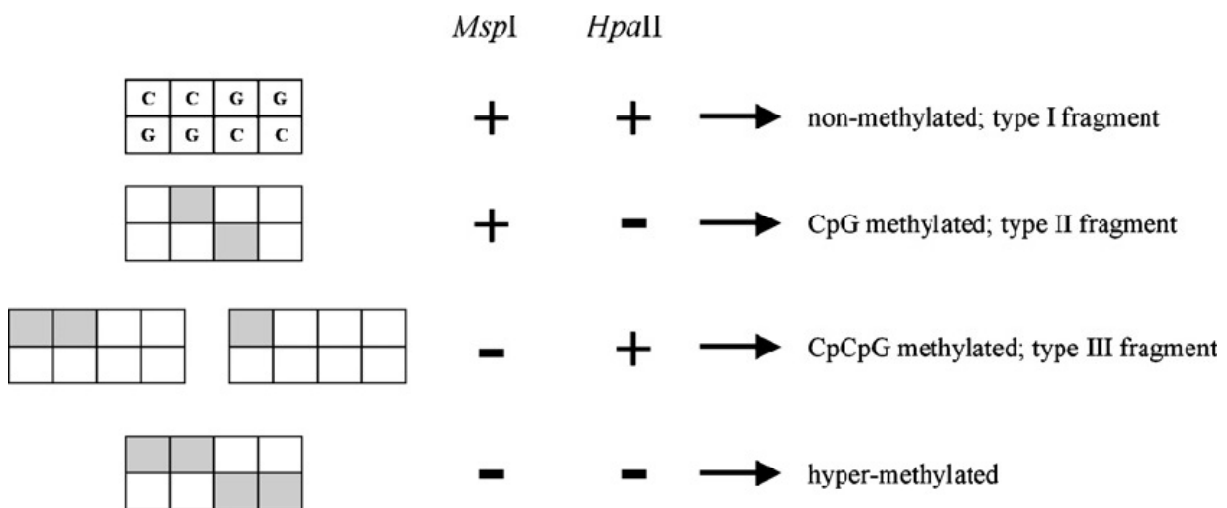 MspI HpaII
C C G G
G G C C
+ + non-methylated; type I fragment
+ - CpG methylated; type II fragment
- + CpCpG methylated; type III fragment
- - hyper-methylated